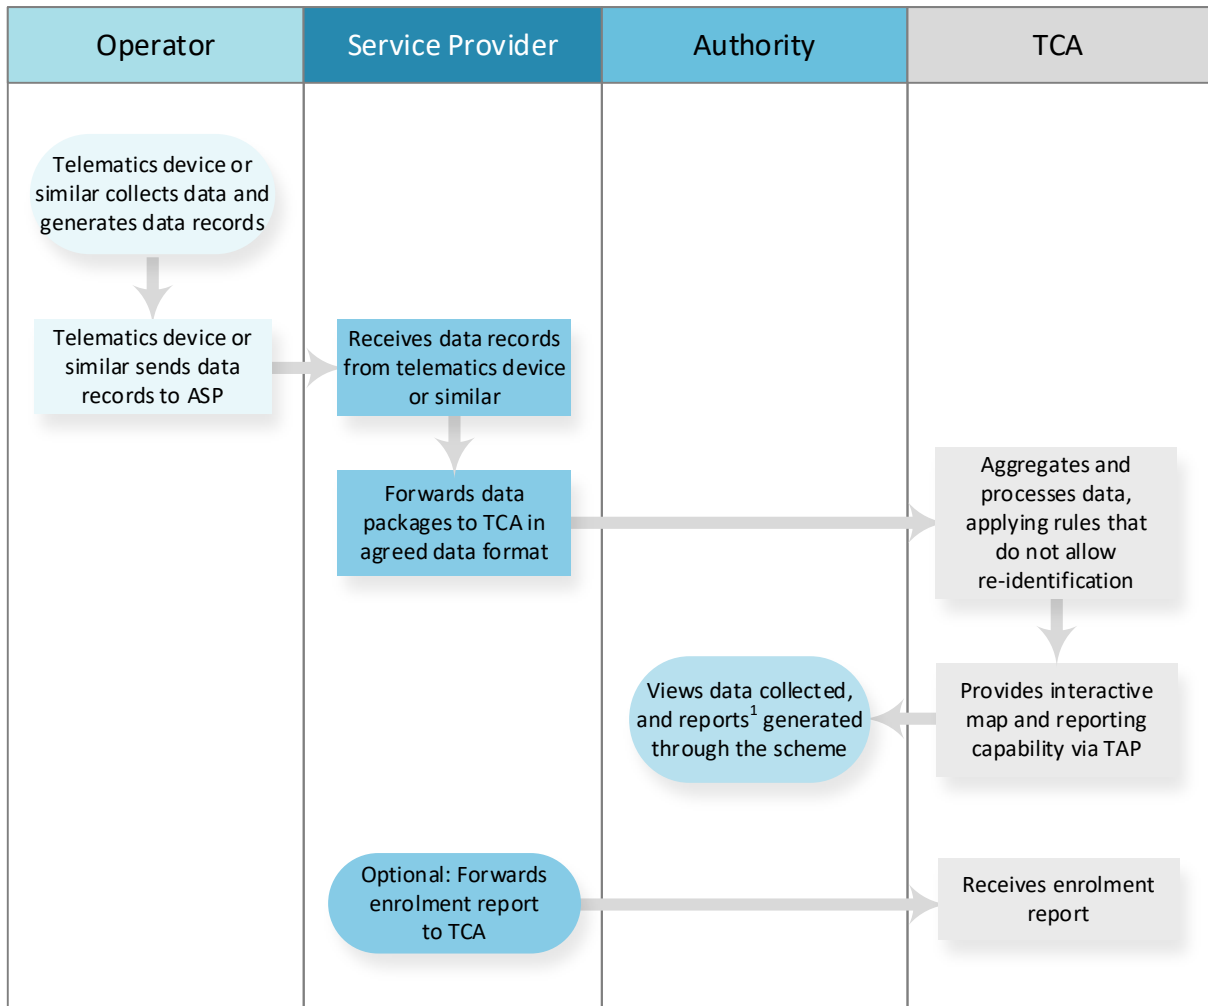 Operator
Service Provider
Authority
TCA
Telematics device or
similar collects data and
generates data records
Telematics device or
similar sends data
records to ASP
Receives data records
from telematics device
or similar
Forwards data
packages to TCA in
agreed data format
Aggregates and
processes data,
applying rules that
do not allow
re-identification
Provides interactive
map and reporting
capability via TAP
Views data collected,
and reports¹ generated
through the scheme
Optional: Forwards
enrolment report
to TCA
Receives enrolment
report